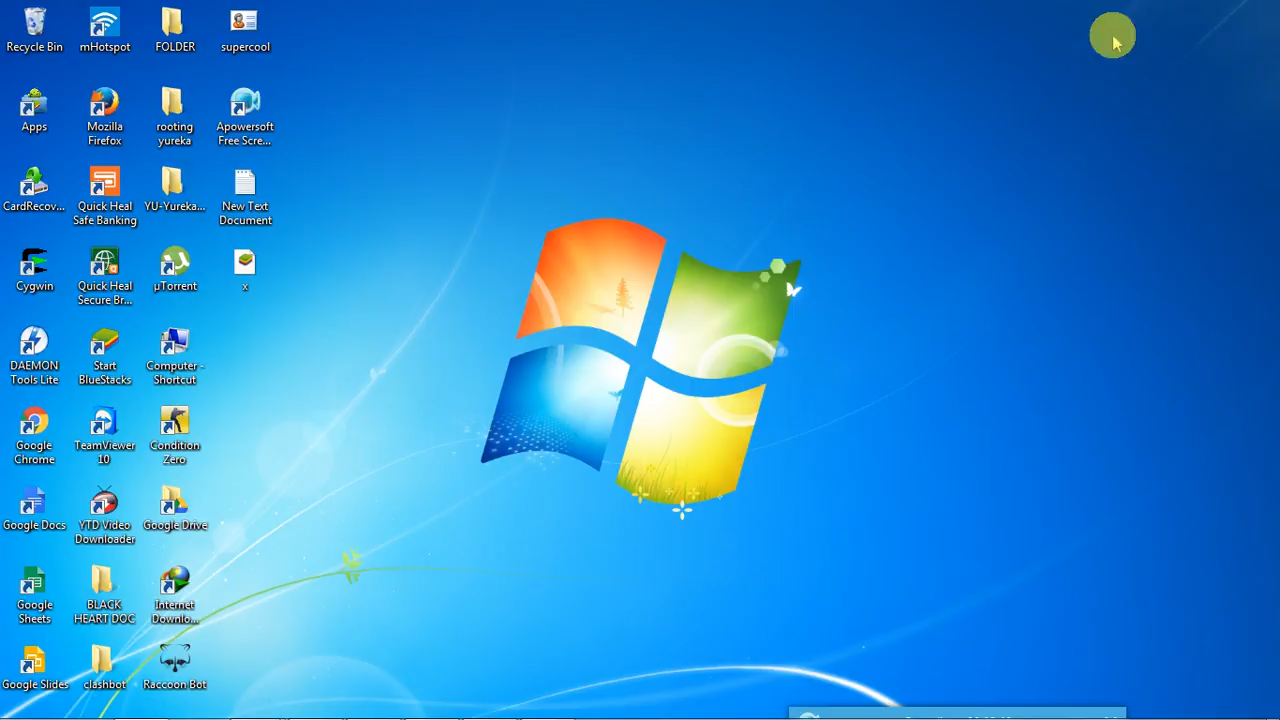 Recycle Bin
mHotspot
FOLDER
supercool
Apps
Mozilla
Firefox
rooting
yureka
Apowersoft
Free Scre...
CardRecov...
Quick Heal
Safe Banking
YU-Yureka...
New Text
Document
Cygwin
Quick Heal
Secure Br...
µTorrent
x
DAEMON
Tools Lite
Start
BlueStacks
Computer -
Shortcut
Google
Chrome
TeamViewer
10
Condition
Zero
Google Docs
YTD Video
Downloader
Google Drive
Google
Sheets
BLACK
HEART DOC
Internet
Downlo...
Google Slides
clashbot
Raccoon Bot